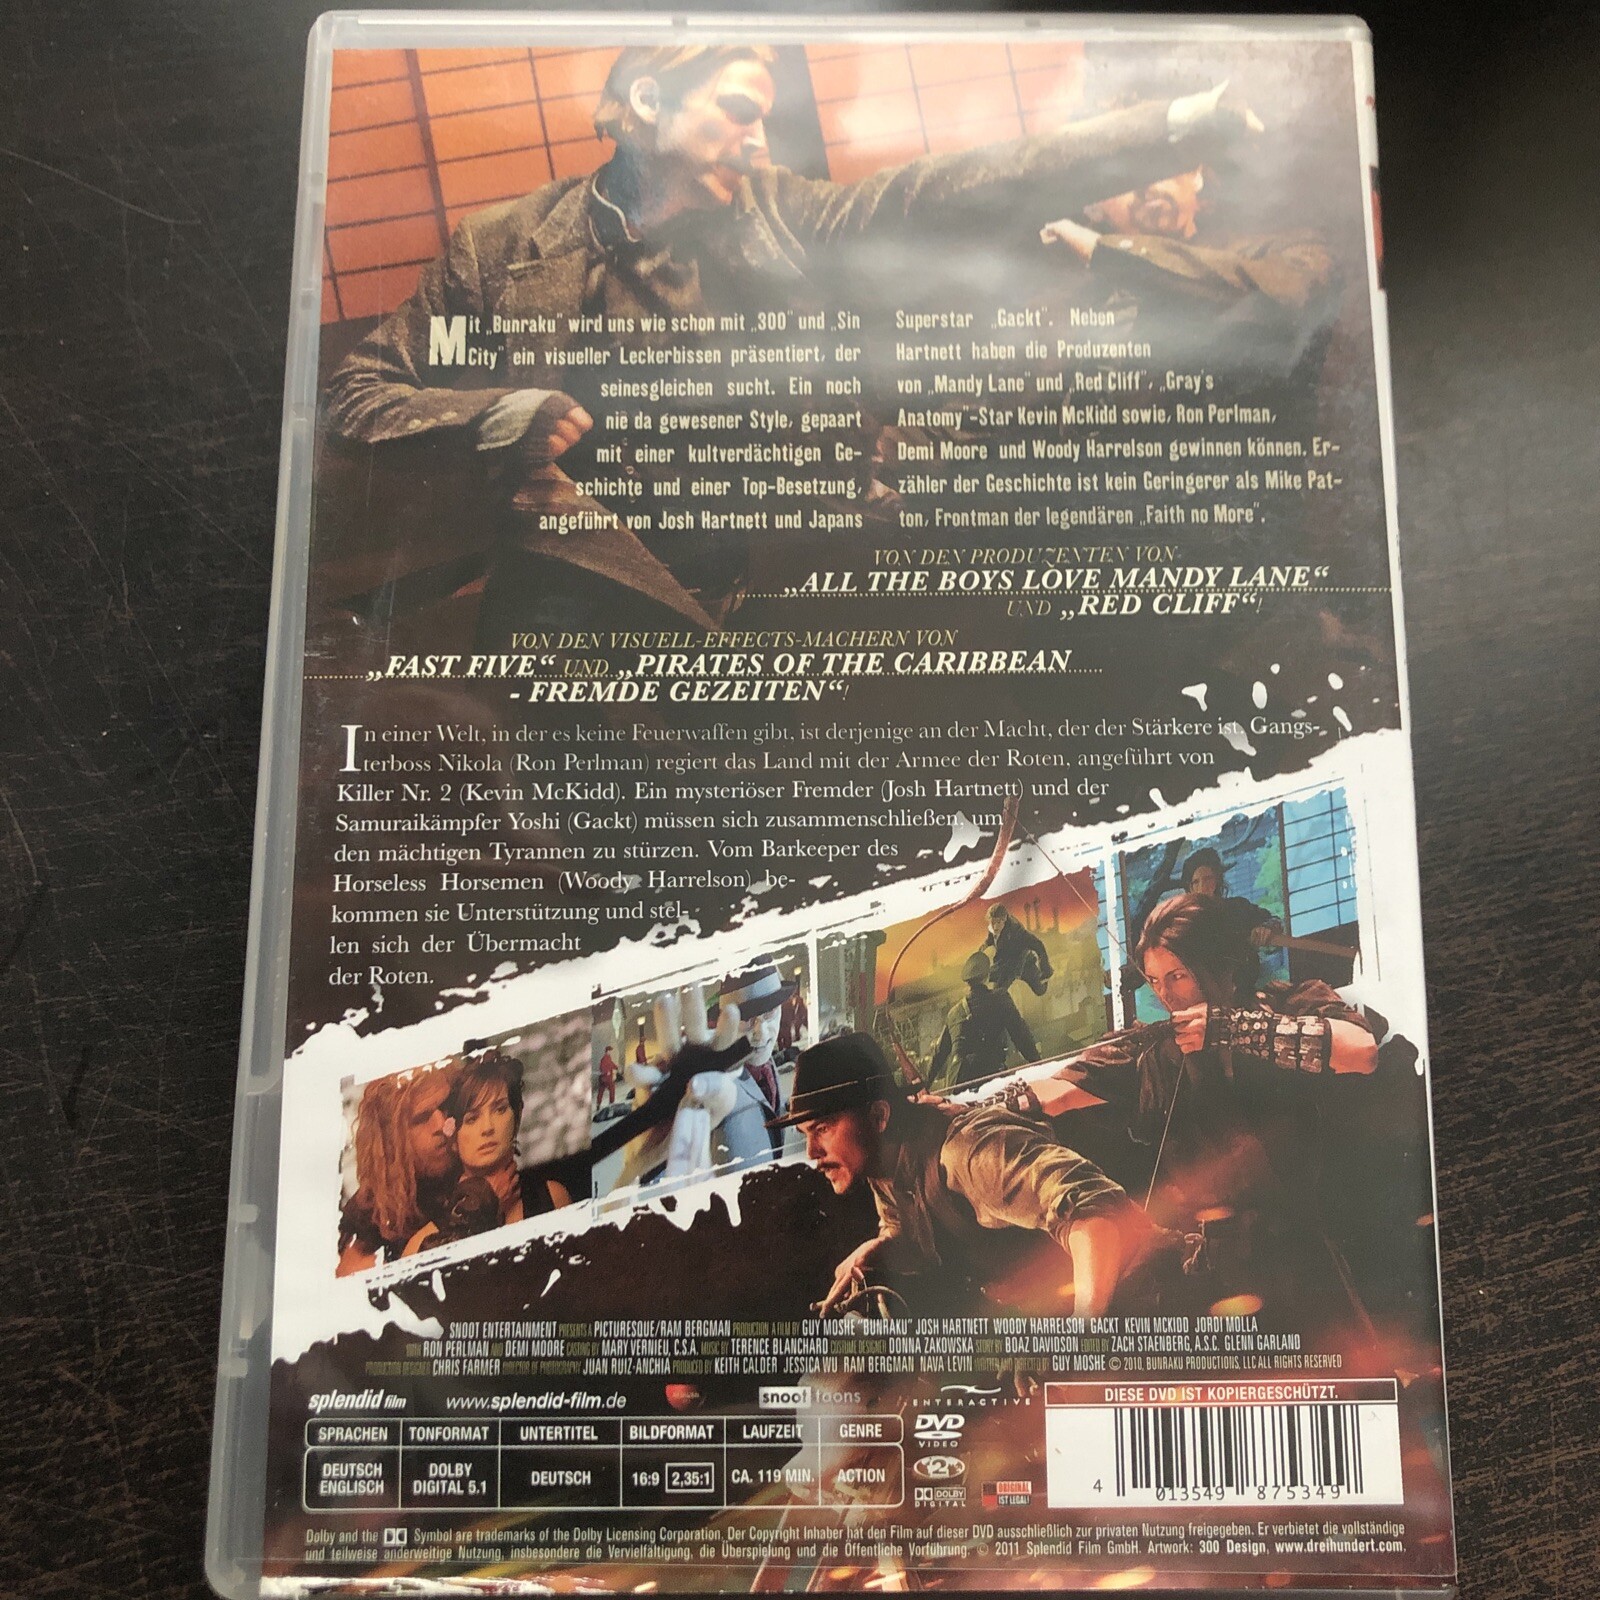 Mit „Bunraku" wird uns wie schon mit „300" und „Sin
City" ein visueller Leckerbissen präsentiert, der
seinesgleichen sucht. Ein noch
nie da gewesener Style, gepaart
mit einer kultverdächtigen Ge-
schichte und einer Top-Besetzung,
angeführt von Josh Hartnett und Japans
Superstar „Gackt". Neben
Hartnett haben die Produzenten
von „Mandy Lane" und „Red Cliff", „Gray's
Anatomy"-Star Kevin McKidd sowie, Ron Perlman,
Demi Moore und Woody Harrelson gewinnen können. Er-
zähler der Geschichte ist kein Geringerer als Mike Pat-
ton, Frontman der legendären „Faith no More".
VON DEN PRODUZENTEN VON
„ALL THE BOYS LOVE MANDY LANE“
UND „RED CLIFF“!
VON DEN VISUELL-EFFECTS-MACHERN VON
„FAST FIVE“ UND „PIRATES OF THE CARIBBEAN
- FREMDE GEZEITEN“!
In einer Welt, in der es keine Feuerwaffen gibt, ist derjenige an der Macht, der der Stärkere ist. Gangs-
terboss Nikola (Ron Perlman) regiert das Land mit der Armee der Roten, angeführt von
Killer Nr. 2 (Kevin McKidd). Ein mysteriöser Fremder (Josh Hartnett) und der
Samuraikämpfer Yoshi (Gackt) müssen sich zusammenschließen, um
den mächtigen Tyrannen zu stürzen. Vom Barkeeper des
Horseless Horsemen (Woody Harrelson) be-
kommen sie Unterstützung und stel-
len sich der Übermacht
der Roten.
SNOOT ENTERTAINMENT PRESENTS A PICTURESQUE/RAM BERGMAN PRODUCTION A FILM BY GUY MOSHE "BUNRAKU" JOSH HARTNETT WOODY HARRELSON GACKT KEVIN MCKIDD JORDI MOLLA
WITH RON PERLMAN AND DEMI MOORE CASTING BY MARY VERNIEU, C.S.A. MUSIC BY TERENCE BLANCHARD COSTUME DESIGNER DONNA ZAKOWSKA STORY BY BOAZ DAVIDSON EDITED BY ZACH STAENBERG, A.S.C. GLENN GARLAND
PRODUCTION DESIGNER CHRIS FARMER DIRECTOR OF PHOTOGRAPHY JUAN RUIZ-ANCHIA PRODUCED BY KEITH CALDER JESSICA WU RAM BERGMAN NAVA LEVIN WRITTEN AND DIRECTED BY GUY MOSHE © 2010, BUNRAKU PRODUCTIONS, LLC ALL RIGHTS RESERVED
splendid film www.splendid-film.de snoot toons ENTERACTIVE
DIESE DVD IST KOPIERGESCHÜTZT.
SPRACHEN TONFORMAT UNTERTITEL BILDFORMAT LAUFZEIT GENRE
DEUTSCH
ENGLISCH
DOLBY
DIGITAL 5.1
DEUTSCH
16:9 2,35:1
CA. 119 MIN.
ACTION
DVD
VIDEO
2
DOLBY
DIGITAL
ORIGINAL
IST LEGAL!
4 013549 875349
Dolby and the Symbol are trademarks of the Dolby Licensing Corporation. Der Copyright Inhaber hat den Film auf dieser DVD ausschließlich zur privaten Nutzung freigegeben. Er verbietet die vollständige
und teilweise anderweitige Nutzung, insbesondere die Vervielfältigung, die Überspielung und die Öffentliche Vorführung. © 2011 Splendid Film GmbH. Artwork: 300 Design, www.dreihundert.com.